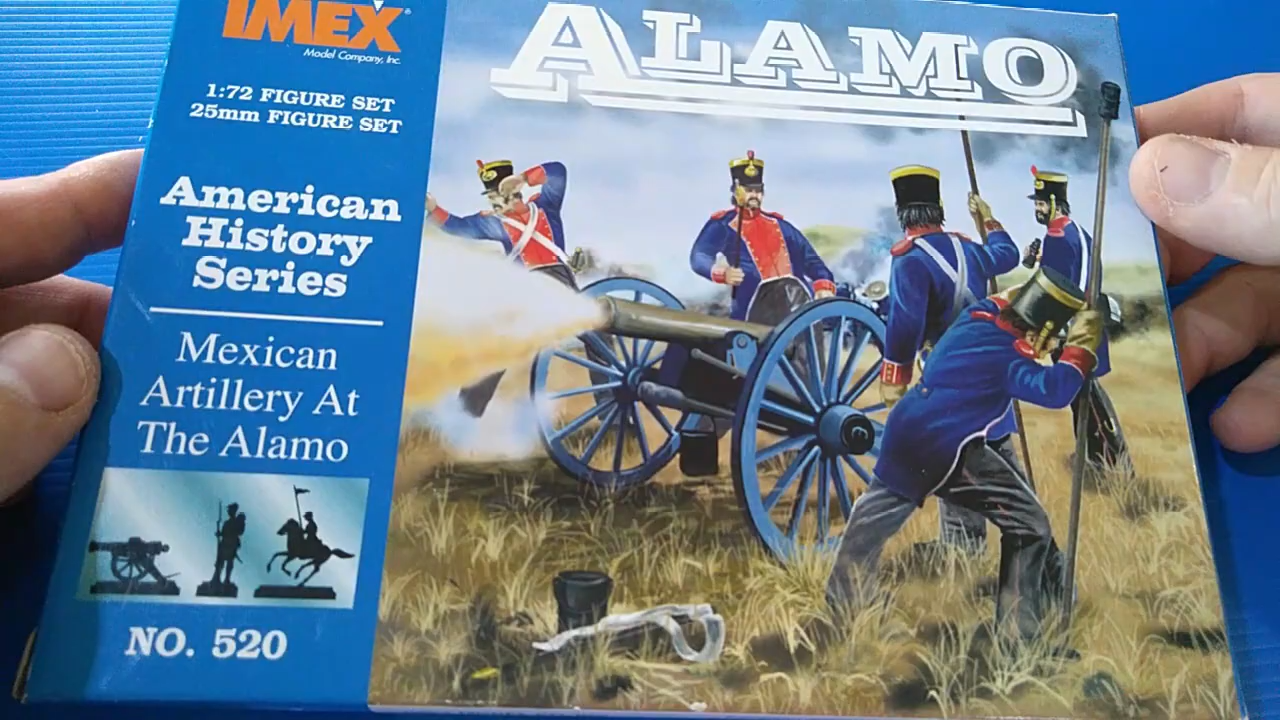 IMEX®
Model Company, Inc.
1:72 FIGURE SET
25mm FIGURE SET
American
History
Series
Mexican
Artillery At
The Alamo
NO. 520
ALAMO